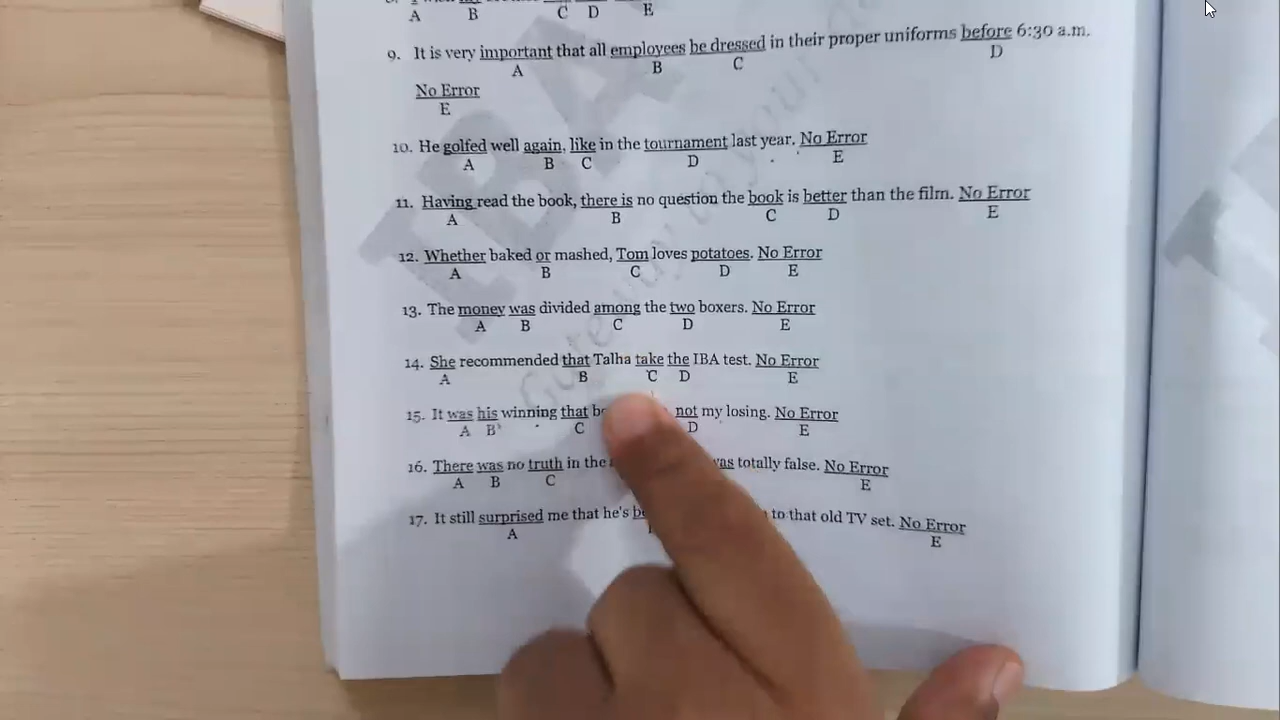 A B C D E
9. It is very important that all employees be dressed in their proper uniforms before 6:30 a.m.
A B C D
No Error
E
10. He golfed well again, like in the tournament last year. No Error
A B C D E
11. Having read the book, there is no question the book is better than the film. No Error
A B C D E
12. Whether baked or mashed, Tom loves potatoes. No Error
A B C D E
13. The money was divided among the two boxers. No Error
A B C D E
14. She recommended that Talha take the IBA test. No Error
A B C D E
15. It was his winning that not my losing. No Error
A B C D E
16. There was no truth in the was totally false. No Error
A B C E
17. It still surprised me that he's to that old TV set. No Error
A E
IBA